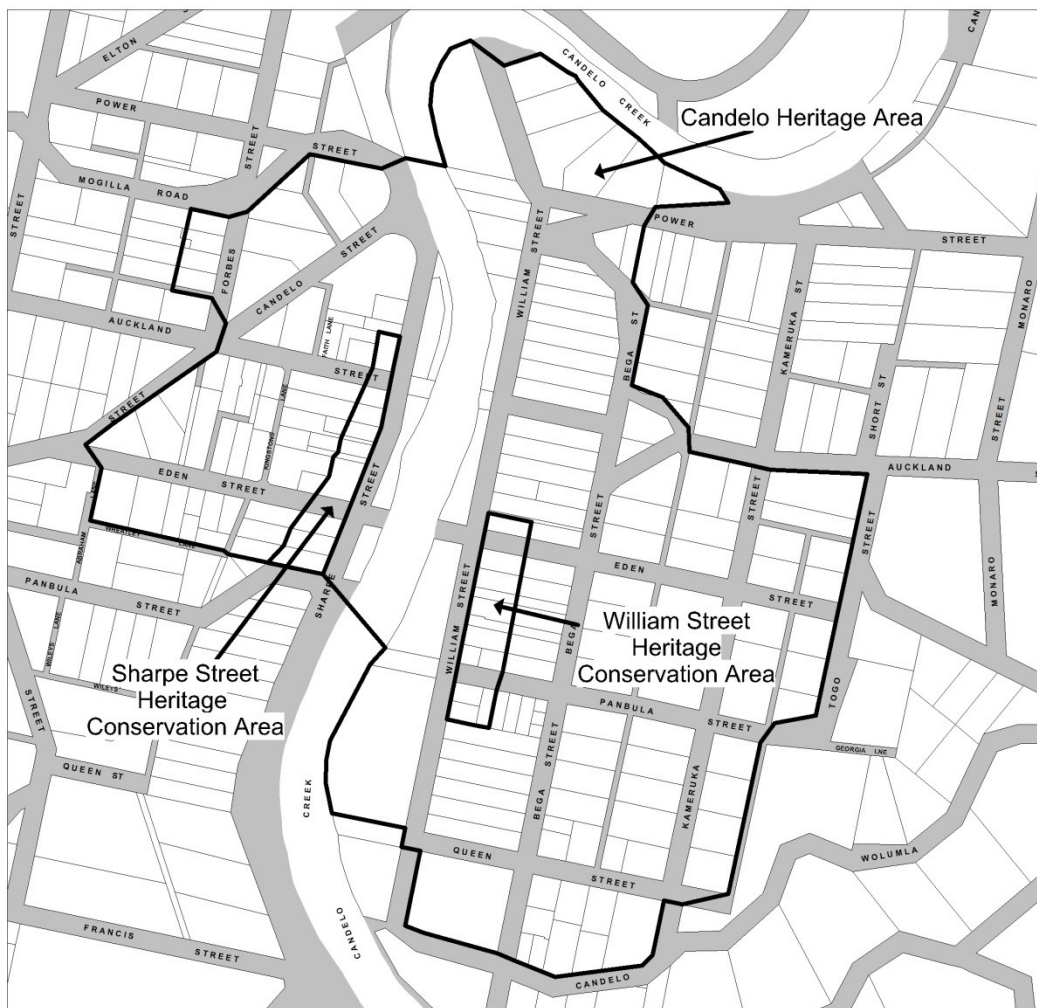 ELTON
POWER
STREET
STREET
MOGILLA ROAD
STREET
FORBES
CANDELO STREET
AUCKLAND
STREET
FAITH LANE
STREET
EDEN
STREET
KINGSTONS
LANE
STREET
LANE
WHEATLEY LANE
ABRAHAM
PANBULA
STREET
SHARPE
WILEYS LANE
WILEYS
STREET
QUEEN ST
FRANCIS STREET
Sharpe Street
Heritage
Conservation Area
CREEK
CANDELO
CANDELO
CREEK
Candelo Heritage Area
CAN
POWER
STREET
WILLIAM STREET
BEGA ST
KAMERUKA ST
SHORT ST
MONARO
STREET
AUCKLAND
STREET
STREET
STREET
EDEN
STREET
MONARO
WILLIAM STREET
BEGA
William Street
Heritage
Conservation Area
TOGO
PANBULA
STREET
GEORGIA LNE
BEGA STREET
KAMERUKA
QUEEN
STREET
WOLUMLA
CANDELO